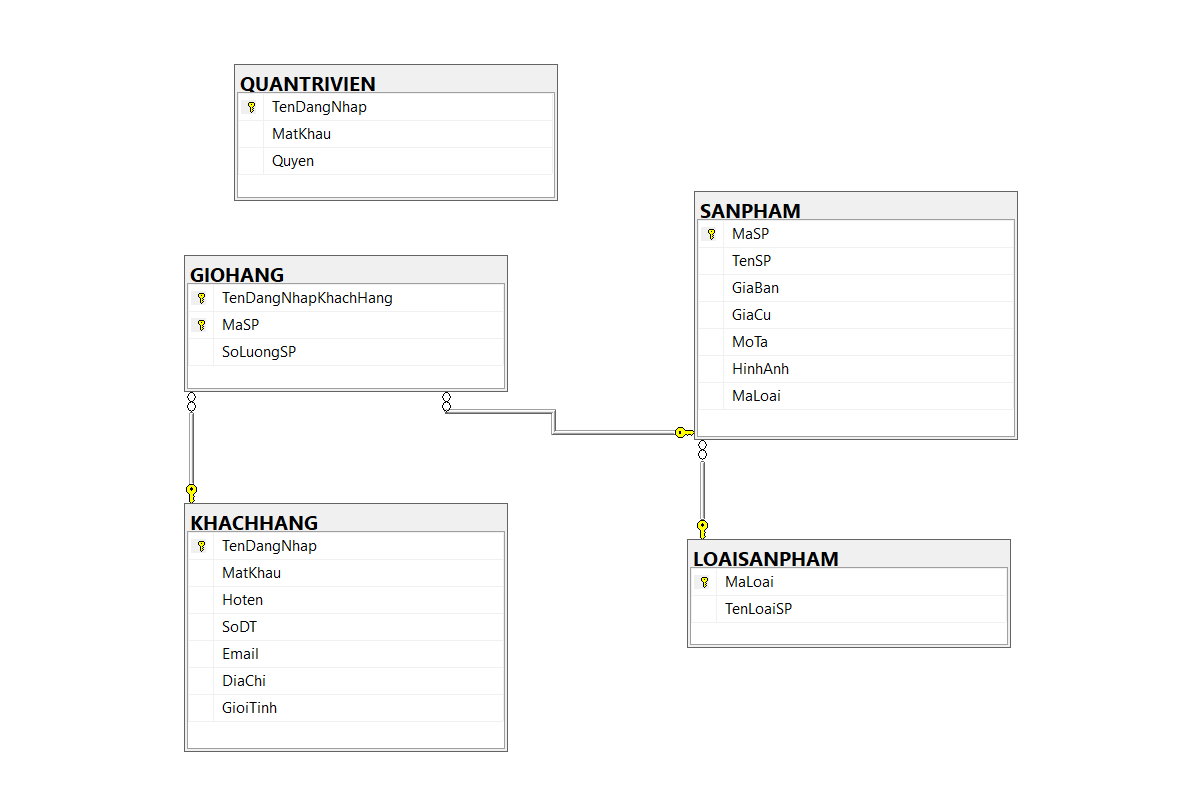 QUANTRIVIEN
TenDangNhap
MatKhau
Quyen
GIOHANG
TenDangNhapKhachHang
MaSP
SoLuongSP
KHACHHANG
TenDangNhap
MatKhau
Hoten
SoDT
Email
DiaChi
GioiTinh
SANPHAM
MaSP
TenSP
GiaBan
GiaCu
MoTa
HinhAnh
MaLoai
LOAISANPHAM
MaLoai
TenLoaiSP